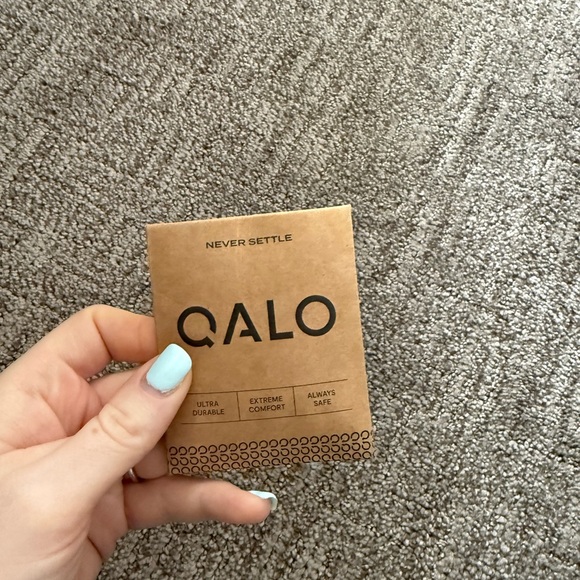 NEVER SETTLE
QALO
ULTRA
DURABLE
EXTREME
COMFORT
ALWAYS
SAFE